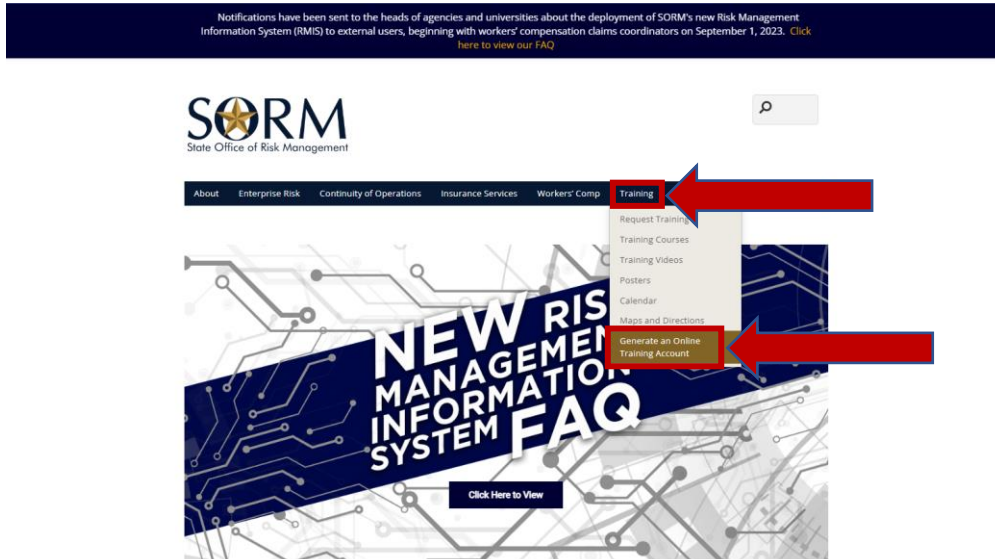 Notifications have been sent to the heads of agencies and universities about the deployment of SORM's new Risk Management
Information System (RMIS) to external users, beginning with workers' compensation claims coordinators on September 1, 2023. Click
here to view our FAQ
SORM
State Office of Risk Management
About Enterprise Risk Continuity of Operations Insurance Services Workers' Comp Training
Request Training
Training Courses
Training Videos
Posters
Calendar
Maps and Directions
Generate an Online
Training Account
NEW RIS
MANAGEMEN
INFORMATION
SYSTEM FAQ
Click Here to View